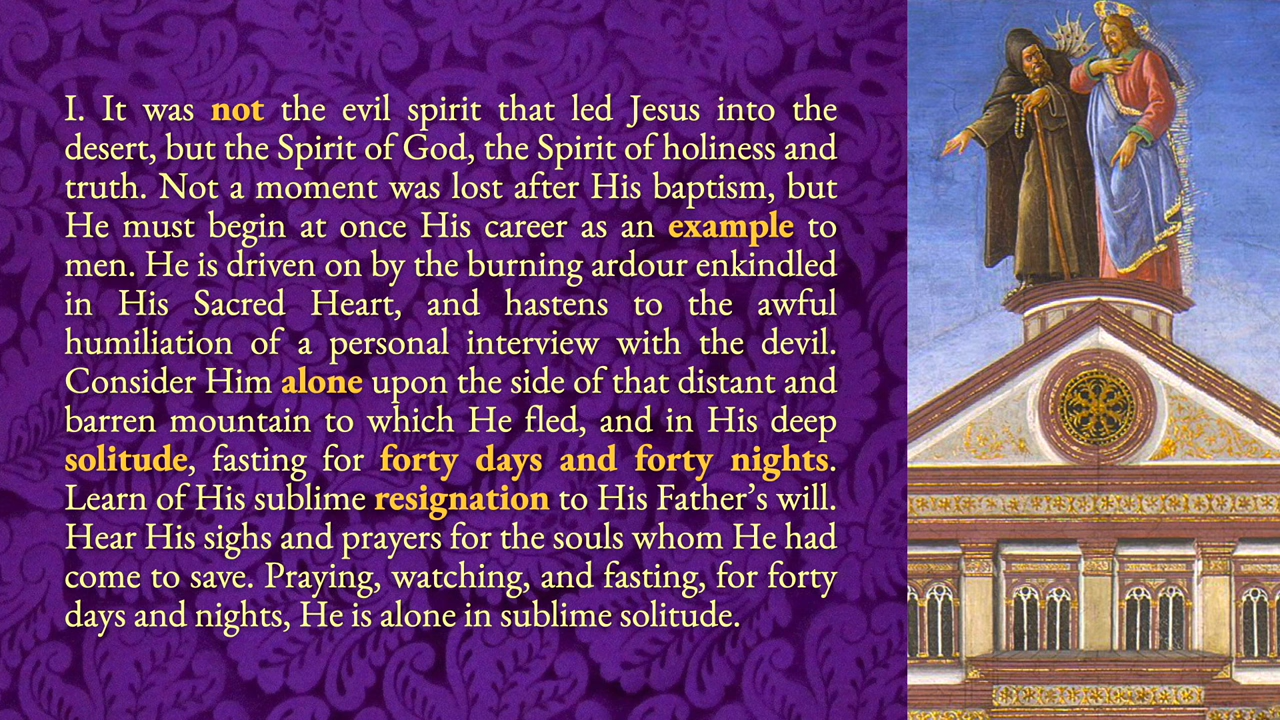 I. It was not the evil spirit that led Jesus into the
desert, but the Spirit of God, the Spirit of holiness and
truth. Not a moment was lost after His baptism, but
He must begin at once His career as an example to
men. He is driven on by the burning ardour enkindled
in His Sacred Heart, and hastens to the awful
humiliation of a personal interview with the devil.
Consider Him alone upon the side of that distant and
barren mountain to which He fled, and in His deep
solitude, fasting for forty days and forty nights.
Learn of His sublime resignation to His Father’s will.
Hear His sighs and prayers for the souls whom He had
come to save. Praying, watching, and fasting, for forty
days and nights, He is alone in sublime solitude.